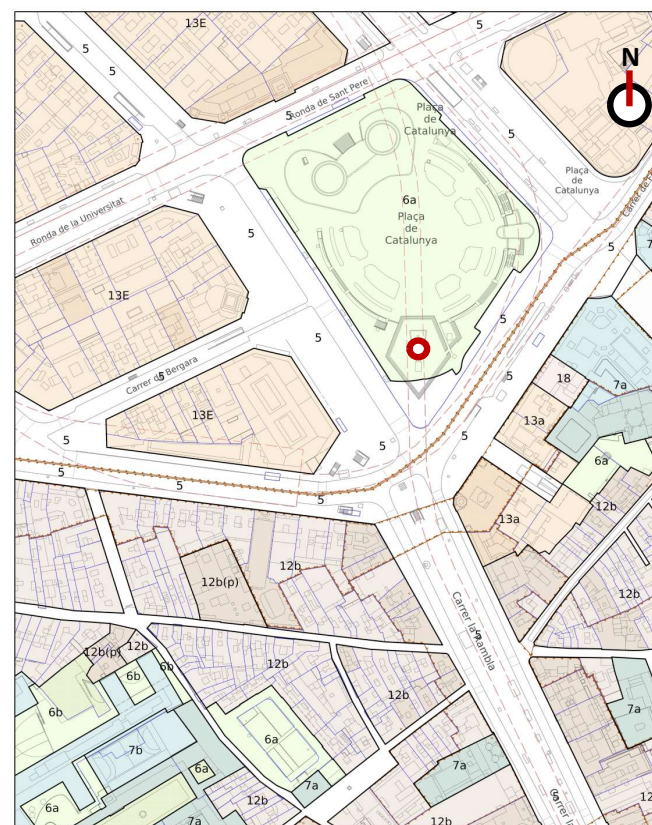 13E
5
5
5
N
Ronda de Sant Pere
5
Plaça
de
Catalunya
5
Plaça
de
Catalunya
6a
Plaça
de
Catalunya
Ronda de la Universitat
5
5
7
13E
5
5
Carrer de Bergara
5
18
7a
13E
13a
5
5
5
6a
5
5
5
13a
12b
12b
12b(p)
12b
Carrer la Rambla
5
12b(p)
12b
6b
6b
12b
12b
6b
7a
7b
6a
6a
7a
7a
6a
12b
5
12
7a
12b